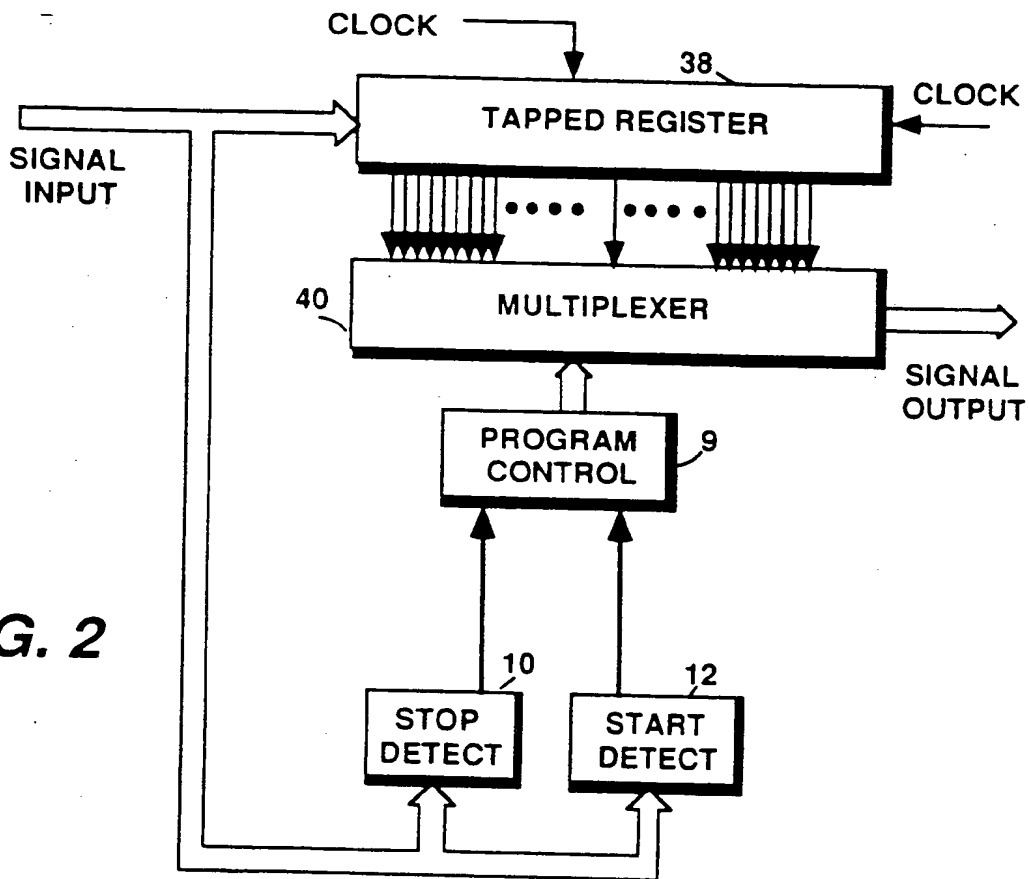 CLOCK
38
TAPPED REGISTER
CLOCK
SIGNAL
INPUT
40
MULTIPLEXER
SIGNAL
OUTPUT
PROGRAM
CONTROL
9
G. 2
10
12
STOP
DETECT
START
DETECT